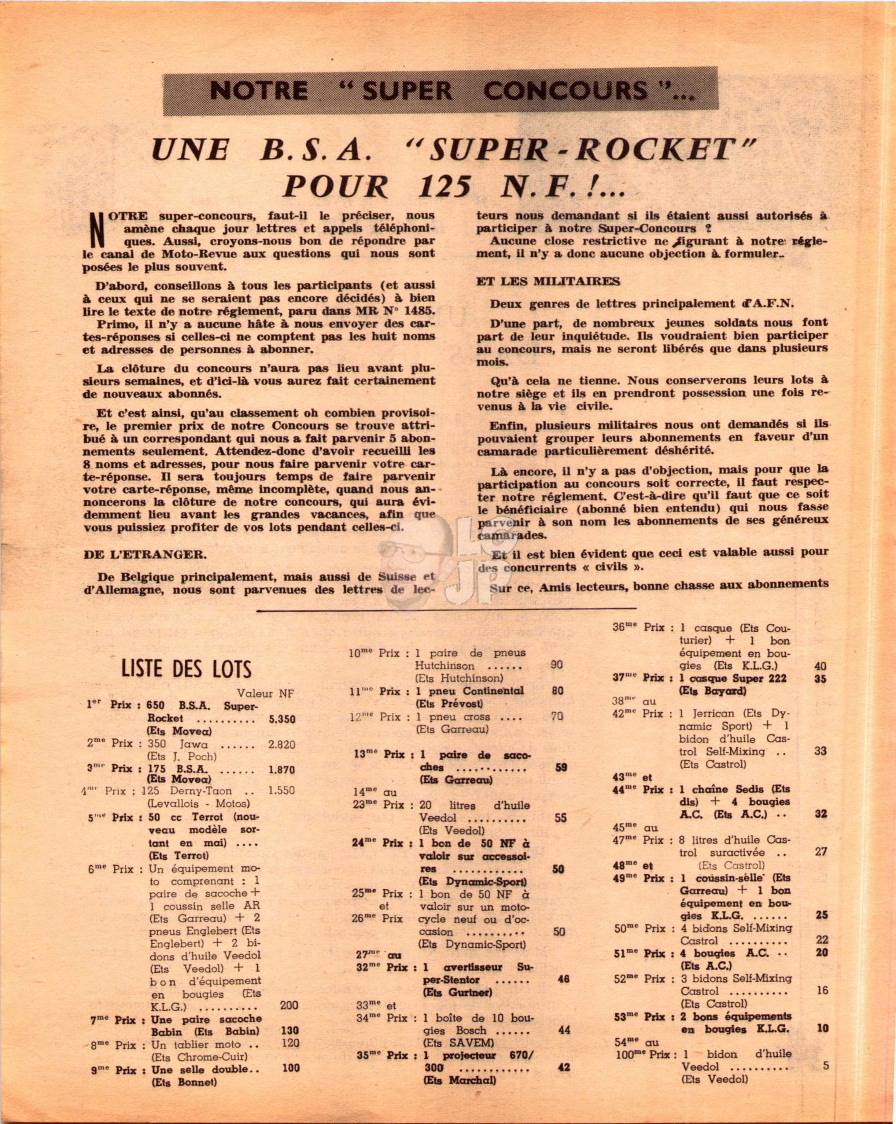 NOTRE “ SUPER CONCOURS ”...
UNE B.S.A. “SUPER-ROCKET”
POUR 125 N.F.!...
NOTRE super-concours, faut-il le préciser, nous
amène chaque jour lettres et appels téléphoni-
ques. Aussi, croyons-nous bon de répondre par
le canal de Moto-Revue aux questions qui nous sont
posées le plus souvent.
D'abord, conseillons à tous les participants (et aussi
à ceux qui ne se seraient pas encore décidés) à bien
lire le texte de notre réglement, paru dans MR N° 1485.
Primo, il n'y a aucune hâte à nous envoyer des car-
tes-réponses si celles-ci ne comptent pas les huit noms
et adresses de personnes à abonner.
La clôture du concours n'aura pas lieu avant plu-
sieurs semaines, et d'ici-là vous aurez fait certainement
de nouveaux abonnés.
Et c'est ainsi, qu'au classement oh combien provisoi-
re, le premier prix de notre Concours se trouve attri-
bué à un correspondant qui nous a fait parvenir 5 abon-
nements seulement. Attendez-donc d'avoir recueilli les
8 noms et adresses, pour nous faire parvenir votre car-
te-réponse. Il sera toujours temps de faire parvenir
votre carte-réponse, même incomplète, quand nous an-
noncerons la clôture de notre concours, qui aura évi-
demment lieu avant les grandes vacances, afin que
vous puissiez profiter de vos lots pendant celles-ci.
DE L'ETRANGER.
De Belgique principalement, mais aussi de Suisse et
d'Allemagne, nous sont parvenues des lettres de lec-
teurs nous demandant si ils étaient aussi autorisés à
participer à notre Super-Concours ?
Aucune close restrictive ne figurant à notre régle-
ment, il n'y a donc aucune objection à formuler..
ET LES MILITAIRES
Deux genres de lettres principalement d'A.F.N.
D'une part, de nombreux jeunes soldats nous font
part de leur inquiétude. Ils voudraient bien participer
au concours, mais ne seront libérés que dans plusieurs
mois.
Qu'à cela ne tienne. Nous conserverons leurs lots à
notre siège et ils en prendront possession une fois re-
venus à la vie civile.
Enfin, plusieurs militaires nous ont demandés si ils
pouvaient grouper leurs abonnements en faveur d'un
camarade particulièrement déshérité.
Là encore, il n'y a pas d'objection, mais pour que la
participation au concours soit correcte, il faut respec-
ter notre réglement. C'est-à-dire qu'il faut que ce soit
le bénéficiaire (abonné bien entendu) qui nous fasse
parvenir à son nom les abonnements de ses généreux
camarades.
Et il est bien évident que ceci est valable aussi pour
des concurrents « civils ».
Sur ce, Amis lecteurs, bonne chasse aux abonnements
LISTE DES LOTS
Valeur NF
1er Prix : 650 B.S.A. Super-
Rocket .......... 5.350
(Ets Movea)
2me Prix : 350 Jawa ...... 2.820
(Ets J. Poch)
3me Prix : 175 B.S.A. ...... 1.870
(Ets Movea)
4me Prix : 125 Derny-Taon .. 1.550
(Levallois - Motos)
5me Prix : 50 cc Terrot (nou-
veau modèle sor-
tant en mai) ....
(Ets Terrot)
6me Prix : Un équipement mo-
to comprenant : 1
paire de sacoche +
1 coussin selle AR
(Ets Garreau) + 2
pneus Englebert (Ets
Englebert) + 2 bi-
dons d'huile Veedol
(Ets Veedol) + 1
bon d'équipement
en bougies (Ets
K.L.G.) .......... 200
7me Prix : Une paire sacoche
Babin (Ets Babin) 130
8me Prix : Un tablier moto .. 120
(Ets Chrome-Cuir)
9me Prix : Une selle double.. 100
(Ets Bonnet)
10me Prix : 1 paire de pneus
Hutchinson ...... 90
(Ets Hutchinson)
11me Prix : 1 pneu Continental 80
(Ets Prévost)
12me Prix : 1 pneu cross .... 70
(Ets Garreau)
13me Prix : 1 paire de saco-
ches ............ 59
(Ets Garreau)
14me au
23me Prix : 20 litres d'huile
Veedol .......... 55
(Ets Veedol)
24me Prix : 1 bon de 50 NF à
valoir sur accessoi-
res ............ 50
(Ets Dynamic-Sport)
25me Prix : 1 bon de 50 NF à
et valoir sur un moto-
26me Prix cycle neuf ou d'oc-
casion .......... 50
(Ets Dynamic-Sport)
27me au
32me Prix : 1 avertisseur Su-
per-Stentor ...... 46
(Ets Gurtner)
33me et
34me Prix : 1 boîte de 10 bou-
gies Bosch ...... 44
(Ets SAVEM)
35me Prix : 1 projecteur 670/
300 ............ 42
(Ets Marchal)
36me Prix : 1 casque (Ets Cou-
turier) + 1 bon
équipement en bou-
gies (Ets K.L.G.) 40
37me Prix : 1 casque Super 222 35
(Ets Bayard)
38me au
42me Prix : 1 Jerrican (Ets Dy-
namic Sport) + 1
bidon d'huile Cas-
trol Self-Mixing .. 33
(Ets Castrol)
43me et
44me Prix : 1 chaîne Sedis (Ets
dis) + 4 bougies
A.C. (Ets A.C.) .. 32
45me au
47me Prix : 8 litres d'huile Cas-
trol suractivée .. 27
48me et (Ets Castrol)
49me Prix : 1 coussin-selle (Ets
Garreau) + 1 bon
équipement en bou-
gies K.L.G. ...... 25
50me Prix : 4 bidons Self-Mixing
Castrol .......... 22
51me Prix : 4 bougies A.C. .. 20
(Ets A.C.)
52me Prix : 3 bidons Self-Mixing
Castrol .......... 16
(Ets Castrol)
53me Prix : 2 bons équipements
en bougies K.L.G. 10
54me au
100me Prix : 1 bidon d'huile
Veedol .......... 5
(Ets Veedol)